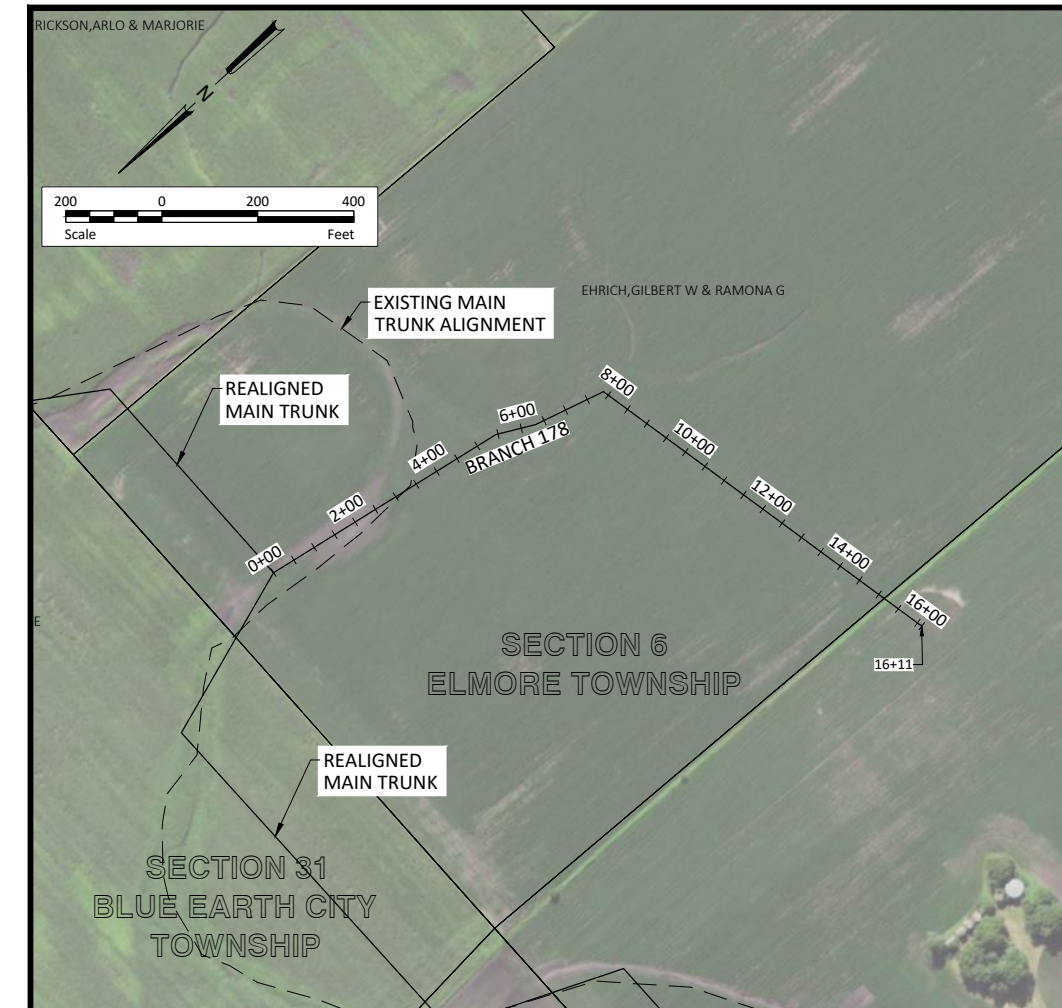 RICKSON,ARLO & MARJORIE
N
200 0 200 400
Scale Feet
EHRICH,GILBERT W & RAMONA G
EXISTING MAIN
TRUNK ALIGNMENT
REALIGNED
MAIN TRUNK
8+00
6+00
BRANCH 178
10+00
4+00
12+00
2+00
14+00
0+00
16+00
E
16+11
SECTION 6
ELMORE TOWNSHIP
REALIGNED
MAIN TRUNK
SECTION 31
BLUE EARTH CITY
TOWNSHIP